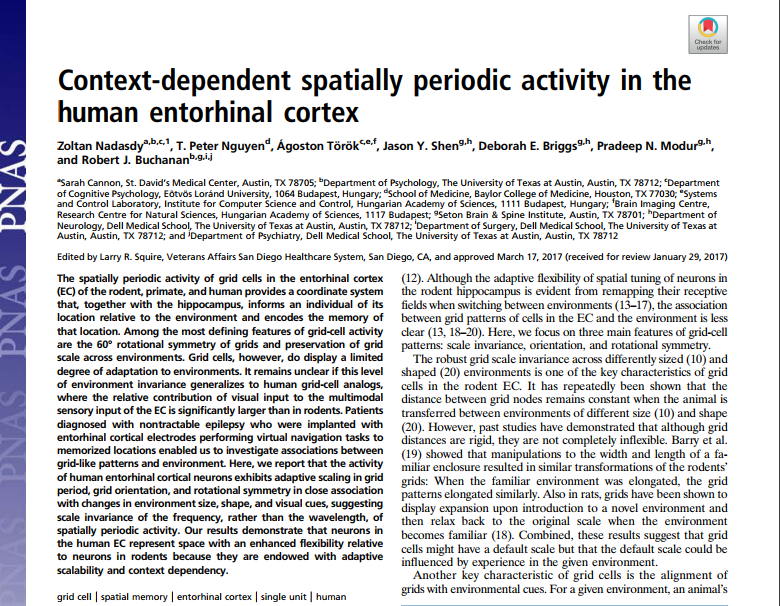 Check for
updates
PNAS
PNAS
PNAS
PNAS
Context-dependent spatially periodic activity in the
human entorhinal cortex
Zoltan Nadasdya,b,c,1, T. Peter Nguyend, Ágoston Törökc,e,f, Jason Y. Sheng,h, Deborah E. Briggsg,h, Pradeep N. Modurg,h,
and Robert J. Buchananb,g,i,j
aSarah Cannon, St. David's Medical Center, Austin, TX 78705; bDepartment of Psychology, The University of Texas at Austin, Austin, TX 78712; cDepartment
of Cognitive Psychology, Eötvös Loránd University, 1064 Budapest, Hungary; dSchool of Medicine, Baylor College of Medicine, Houston, TX 77030; eSystems
and Control Laboratory, Institute for Computer Science and Control, Hungarian Academy of Sciences, 1111 Budapest, Hungary; fBrain Imaging Centre,
Research Centre for Natural Sciences, Hungarian Academy of Sciences, 1117 Budapest; gSeton Brain & Spine Institute, Austin, TX 78701; hDepartment of
Neurology, Dell Medical School, The University of Texas at Austin, Austin, TX 78712; iDepartment of Surgery, Dell Medical School, The University of Texas at
Austin, Austin, TX 78712; and jDepartment of Psychiatry, Dell Medical School, The University of Texas at Austin, Austin, TX 78712
Edited by Larry R. Squire, Veterans Affairs San Diego Healthcare System, San Diego, CA, and approved March 17, 2017 (received for review January 29, 2017)
The spatially periodic activity of grid cells in the entorhinal cortex
(EC) of the rodent, primate, and human provides a coordinate system
that, together with the hippocampus, informs an individual of its
location relative to the environment and encodes the memory of
that location. Among the most defining features of grid-cell activity
are the 60° rotational symmetry of grids and preservation of grid
scale across environments. Grid cells, however, do display a limited
degree of adaptation to environments. It remains unclear if this level
of environment invariance generalizes to human grid-cell analogs,
where the relative contribution of visual input to the multimodal
sensory input of the EC is significantly larger than in rodents. Patients
diagnosed with nontractable epilepsy who were implanted with
entorhinal cortical electrodes performing virtual navigation tasks to
memorized locations enabled us to investigate associations between
grid-like patterns and environment. Here, we report that the activity
of human entorhinal cortical neurons exhibits adaptive scaling in grid
period, grid orientation, and rotational symmetry in close association
with changes in environment size, shape, and visual cues, suggesting
scale invariance of the frequency, rather than the wavelength, of
spatially periodic activity. Our results demonstrate that neurons in
the human EC represent space with an enhanced flexibility relative
to neurons in rodents because they are endowed with adaptive
scalability and context dependency.
grid cell | spatial memory | entorhinal cortex | single unit | human
(12). Although the adaptive flexibility of spatial tuning of neurons in
the rodent hippocampus is evident from remapping their receptive
fields when switching between environments (13–17), the association
between grid patterns of cells in the EC and the environment is less
clear (13, 18–20). Here, we focus on three main features of grid-cell
patterns: scale invariance, orientation, and rotational symmetry.
The robust grid scale invariance across differently sized (10) and
shaped (20) environments is one of the key characteristics of grid
cells in the rodent EC. It has repeatedly been shown that the
distance between grid nodes remains constant when the animal is
transferred between environments of different size (10) and shape
(20). However, past studies have demonstrated that although grid
distances are rigid, they are not completely inflexible. Barry et al.
(19) showed that manipulations to the width and length of a fa-
miliar enclosure resulted in similar transformations of the rodents'
grids: When the familiar environment was elongated, the grid
patterns elongated similarly. Also in rats, grids have been shown to
display expansion upon introduction to a novel environment and
then relax back to the original scale when the environment
becomes familiar (18). Combined, these results suggest that grid
cells might have a default scale but that the default scale could be
influenced by experience in the given environment.
Another key characteristic of grid cells is the alignment of
grids with environmental cues. For a given environment, an animal's